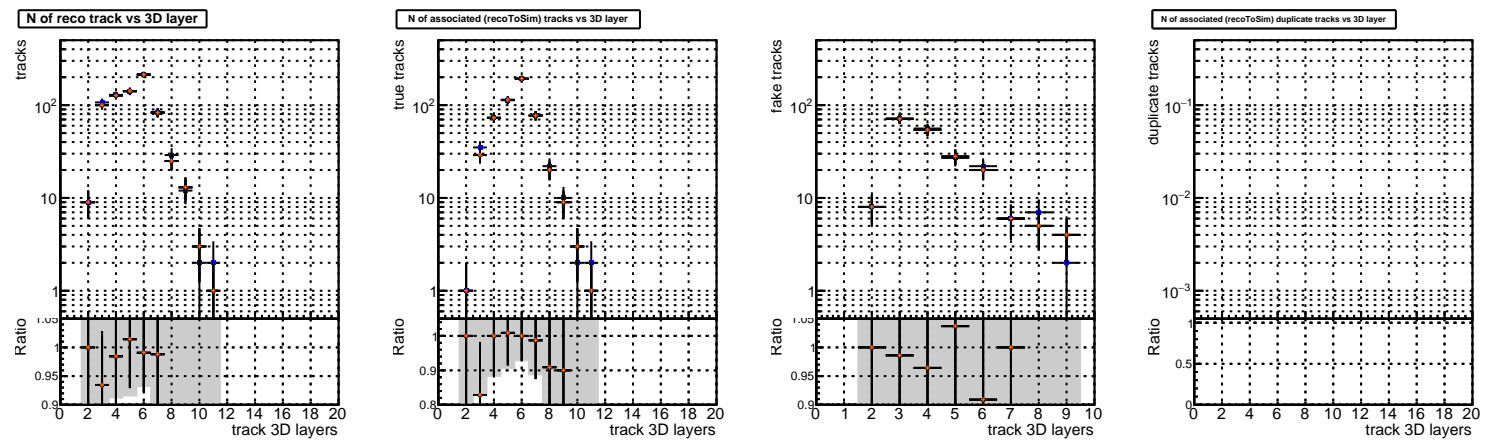 N of reco track vs 3D layer
tracks
10²
10
1
Ratio
1.05
1
0.95
0.9
0 2 4 6 8 10 12 14 16 18 20
track 3D layers
N of associated (recoToSim) tracks vs 3D layer
true tracks
10²
10
1
Ratio
1
0.9
0.8
0 2 4 6 8 10 12 14 16 18 20
track 3D layers
fake tracks
10²
10
1
Ratio
1.05
1
0.95
0.9
0 1 2 3 4 5 6 7 8 9 10
track 3D layers
N of associated (recoToSim) duplicate tracks vs 3D layer
duplicate tracks
10⁻¹
10⁻²
10⁻³
Ratio
1
0.5
0
0 2 4 6 8 10 12 14 16 18 20
track 3D layers